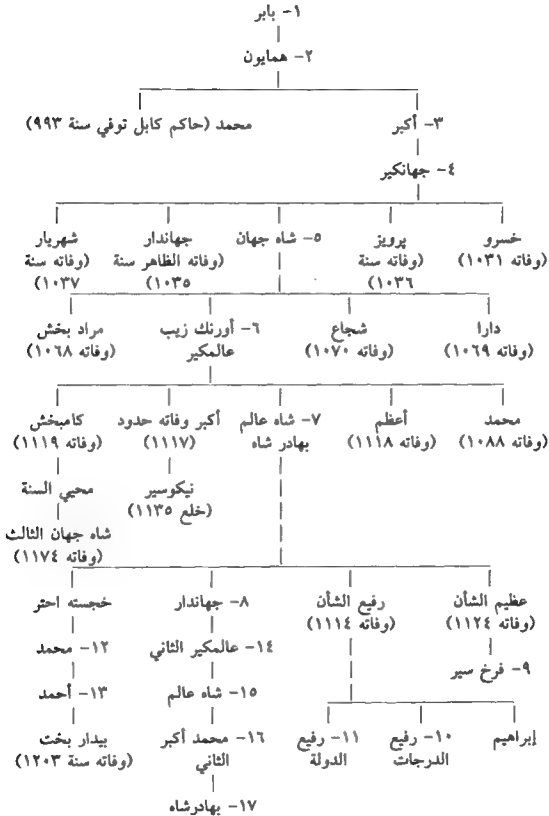 ١- بابر
٢- همايون
٣- أكبر
محمد (حاكم كابل توفي سنة ٩٩٣)
٤- جهانكير
خسرو
(وفاته ١٠٣١)
پرويز
(وفاته سنة
١٠٣٦)
٥- شاه جهان
جهاندار
(وفاته الظاهر سنة
١٠٣٥)
شهريار
(وفاته سنة
١٠٣٧)
دارا
(وفاته ١٠٦٩)
شجاع
(وفاته ١٠٧٠)
٦- أورنك زيب
عالمكير
مراد بخش
(وفاته ١٠٦٨)
محمد
(وفاته ١٠٨٨)
أعظم
(وفاته ١١١٨)
٧- شاه عالم
بهادر شاه
أكبر وفاته حدود
(١١١٧)
كامبخش
(وفاته ١١١٩)
نيكوسير
(خلع ١١٣٥)
محيي السنة
شاه جهان الثالث
(وفاته ١١٧٤)
عظيم الشأن
(وفاته ١١٢٤)
رفيع الشأن
(وفاته ١١١٤)
٨- جهاندار
خجسته احتر
٩- فرخ سير
١٤- عالمكير الثاني
١٢- محمد
١٥- شاه عالم
١٣- أحمد
إبراهيم
١٠- رفيع
الدرجات
١١- رفيع
الدولة
١٦- محمد أكبر
الثاني
بيدار بخت
(وفاته سنة ١٢٠٣)
١٧- بهادرشاه